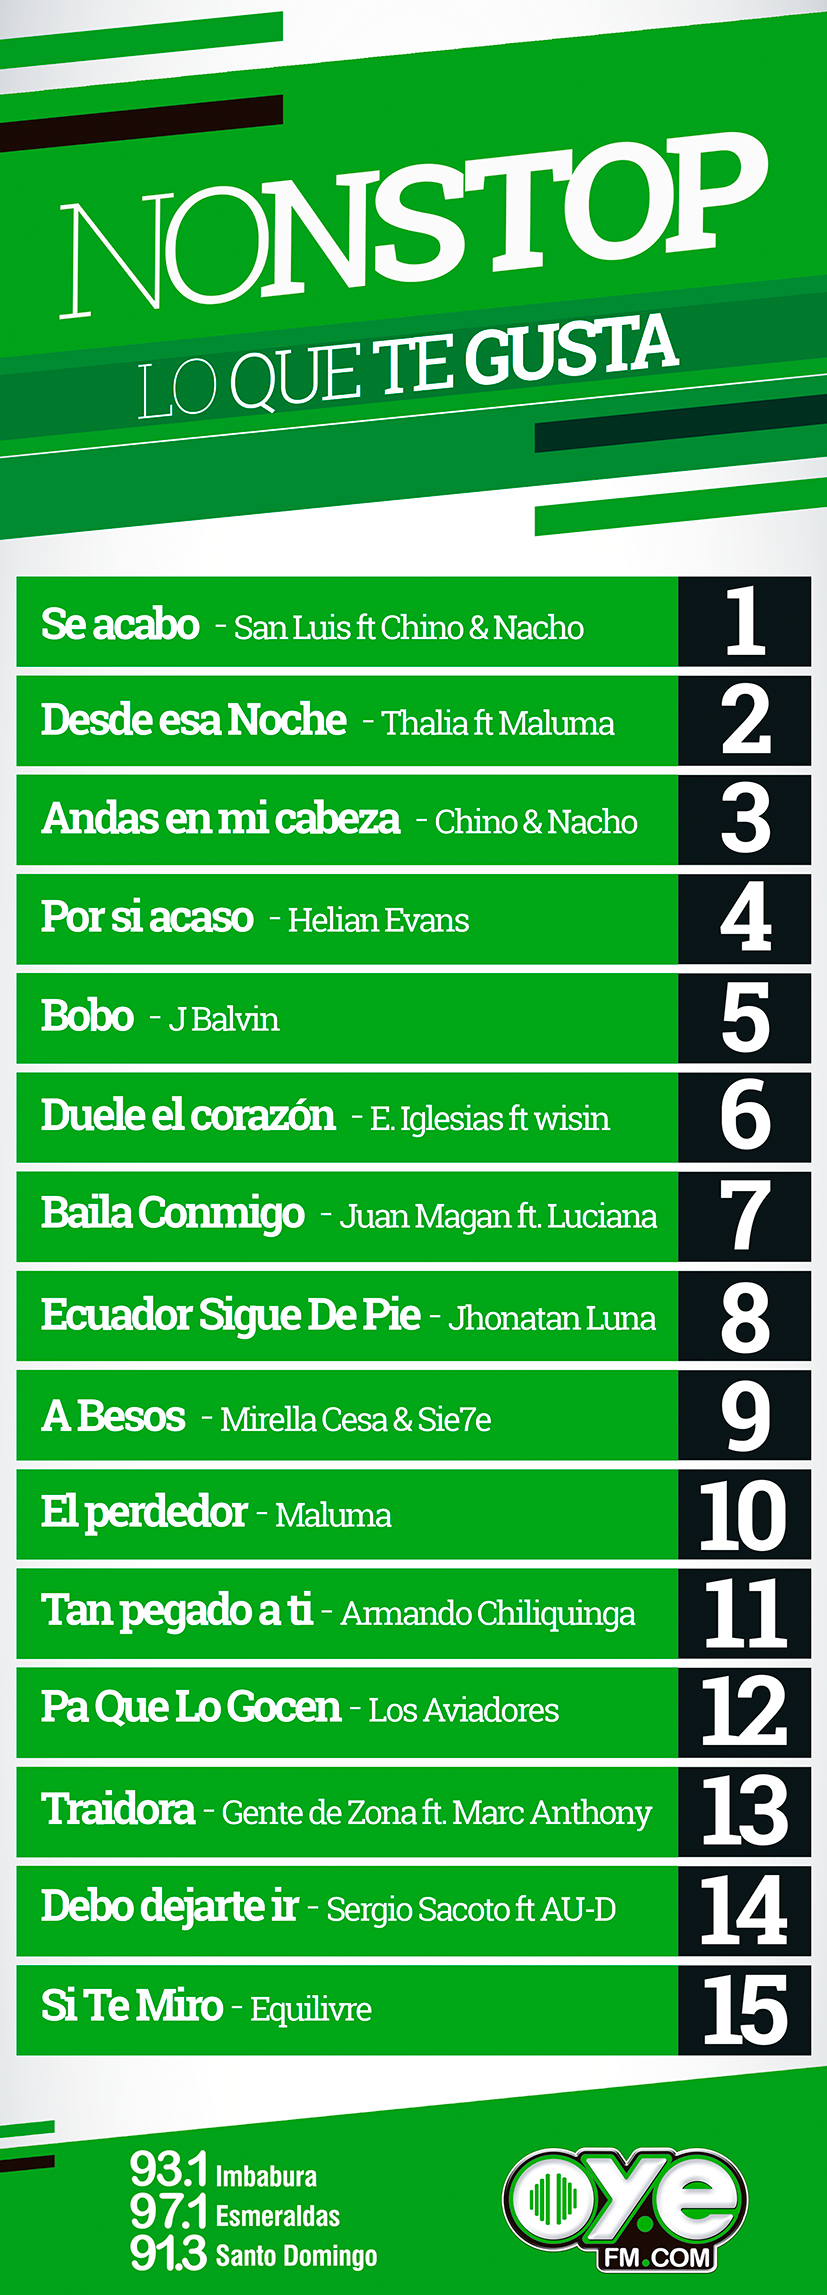 NONSTOP
LO QUE TE GUSTA
Se acabo - San Luis ft Chino & Nacho 1
Desde esa Noche - Thalia ft Maluma 2
Andas en mi cabeza - Chino & Nacho 3
Por si acaso - Helian Evans 4
Bobo - J Balvin 5
Duele el corazón - E. Iglesias ft wisin 6
Baila Conmigo - Juan Magan ft. Luciana 7
Ecuador Sigue De Pie - Jhonatan Luna 8
A Besos - Mirella Cesa & Sie7e 9
El perdedor - Maluma 10
Tan pegado a ti - Armando Chiliquinga 11
Pa Que Lo Gocen - Los Aviadores 12
Traidora - Gente de Zona ft. Marc Anthony 13
Debo dejarte ir - Sergio Sacoto ft AU-D 14
Si Te Miro - Equilivre 15
93.1 Imbabura
97.1 Esmeraldas
91.3 Santo Domingo
oye
FM.COM